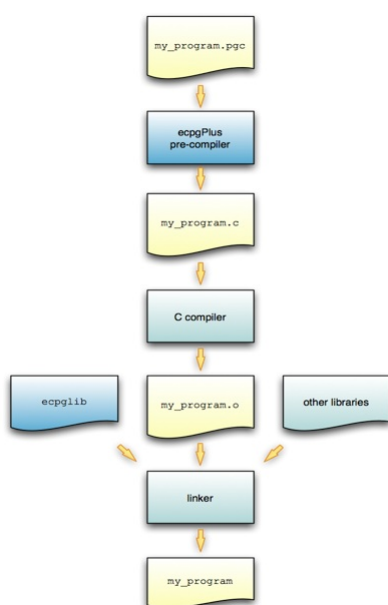 my_program.pgc
ecpgPlus
pre-compiler
my_program.c
C compiler
ecpglib
my_program.o
other libraries
linker
my_program